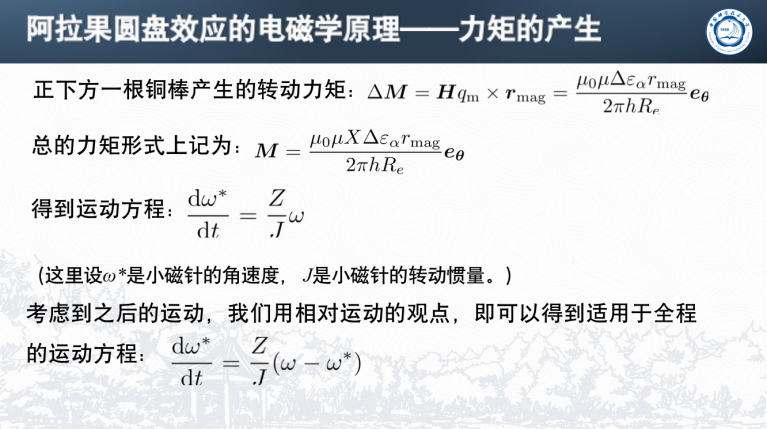 阿拉果圆盘效应的电磁学原理——力矩的产生
正下方一根铜棒产生的转动力矩：$\Delta \boldsymbol{M} = \boldsymbol{H} q_{\mathrm{m}} \times \boldsymbol{r}_{\mathrm{mag}} = \frac{\mu_0 \mu \Delta \varepsilon_\alpha r_{\mathrm{mag}}}{2\pi h R_e} \boldsymbol{e_\theta}$
总的力矩形式上记为：$\boldsymbol{M} = \frac{\mu_0 \mu X \Delta \varepsilon_\alpha r_{\mathrm{mag}}}{2\pi h R_e} \boldsymbol{e_\theta}$
得到运动方程：$\frac{\mathrm{d}\omega^*}{\mathrm{d}t} = \frac{Z}{J} \omega$
（这里设ω*是小磁针的角速度，J是小磁针的转动惯量。）
考虑到之后的运动，我们用相对运动的观点，即可以得到适用于全程
的运动方程：$\frac{\mathrm{d}\omega^*}{\mathrm{d}t} = \frac{Z}{J} (\omega - \omega^*)$